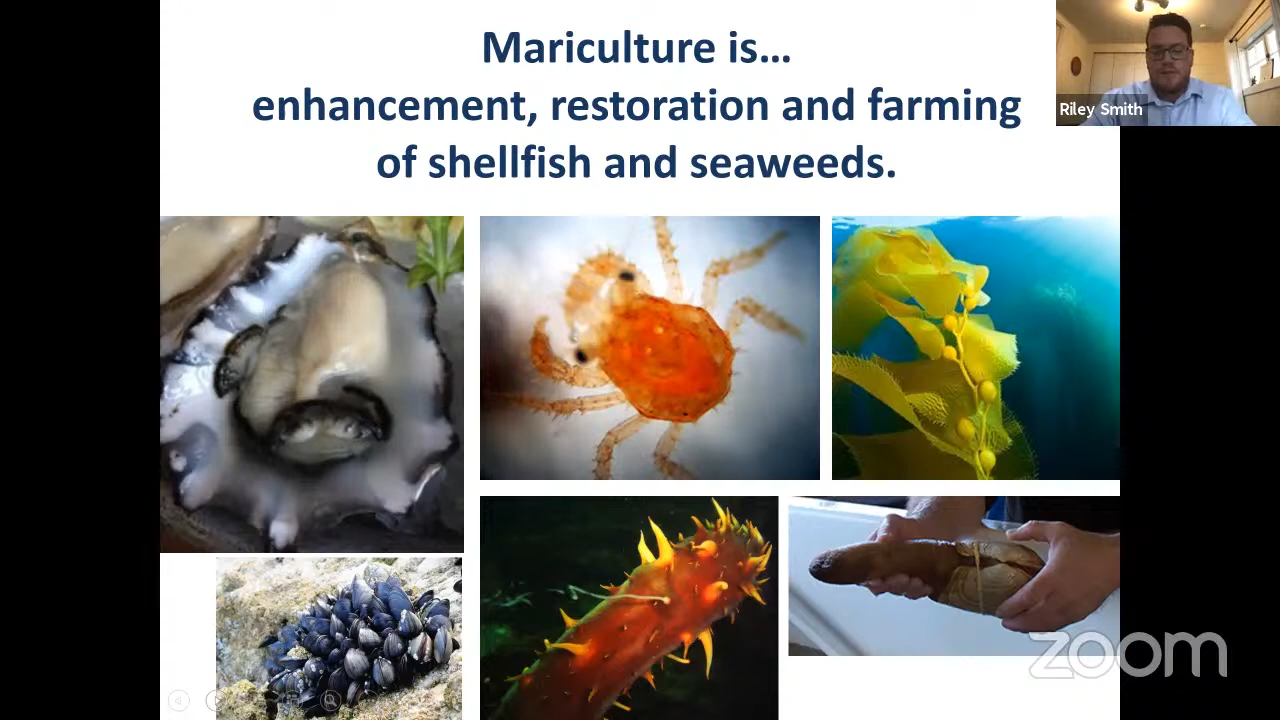 Mariculture is...
enhancement, restoration and farming
of shellfish and seaweeds.
Riley Smith
zoom